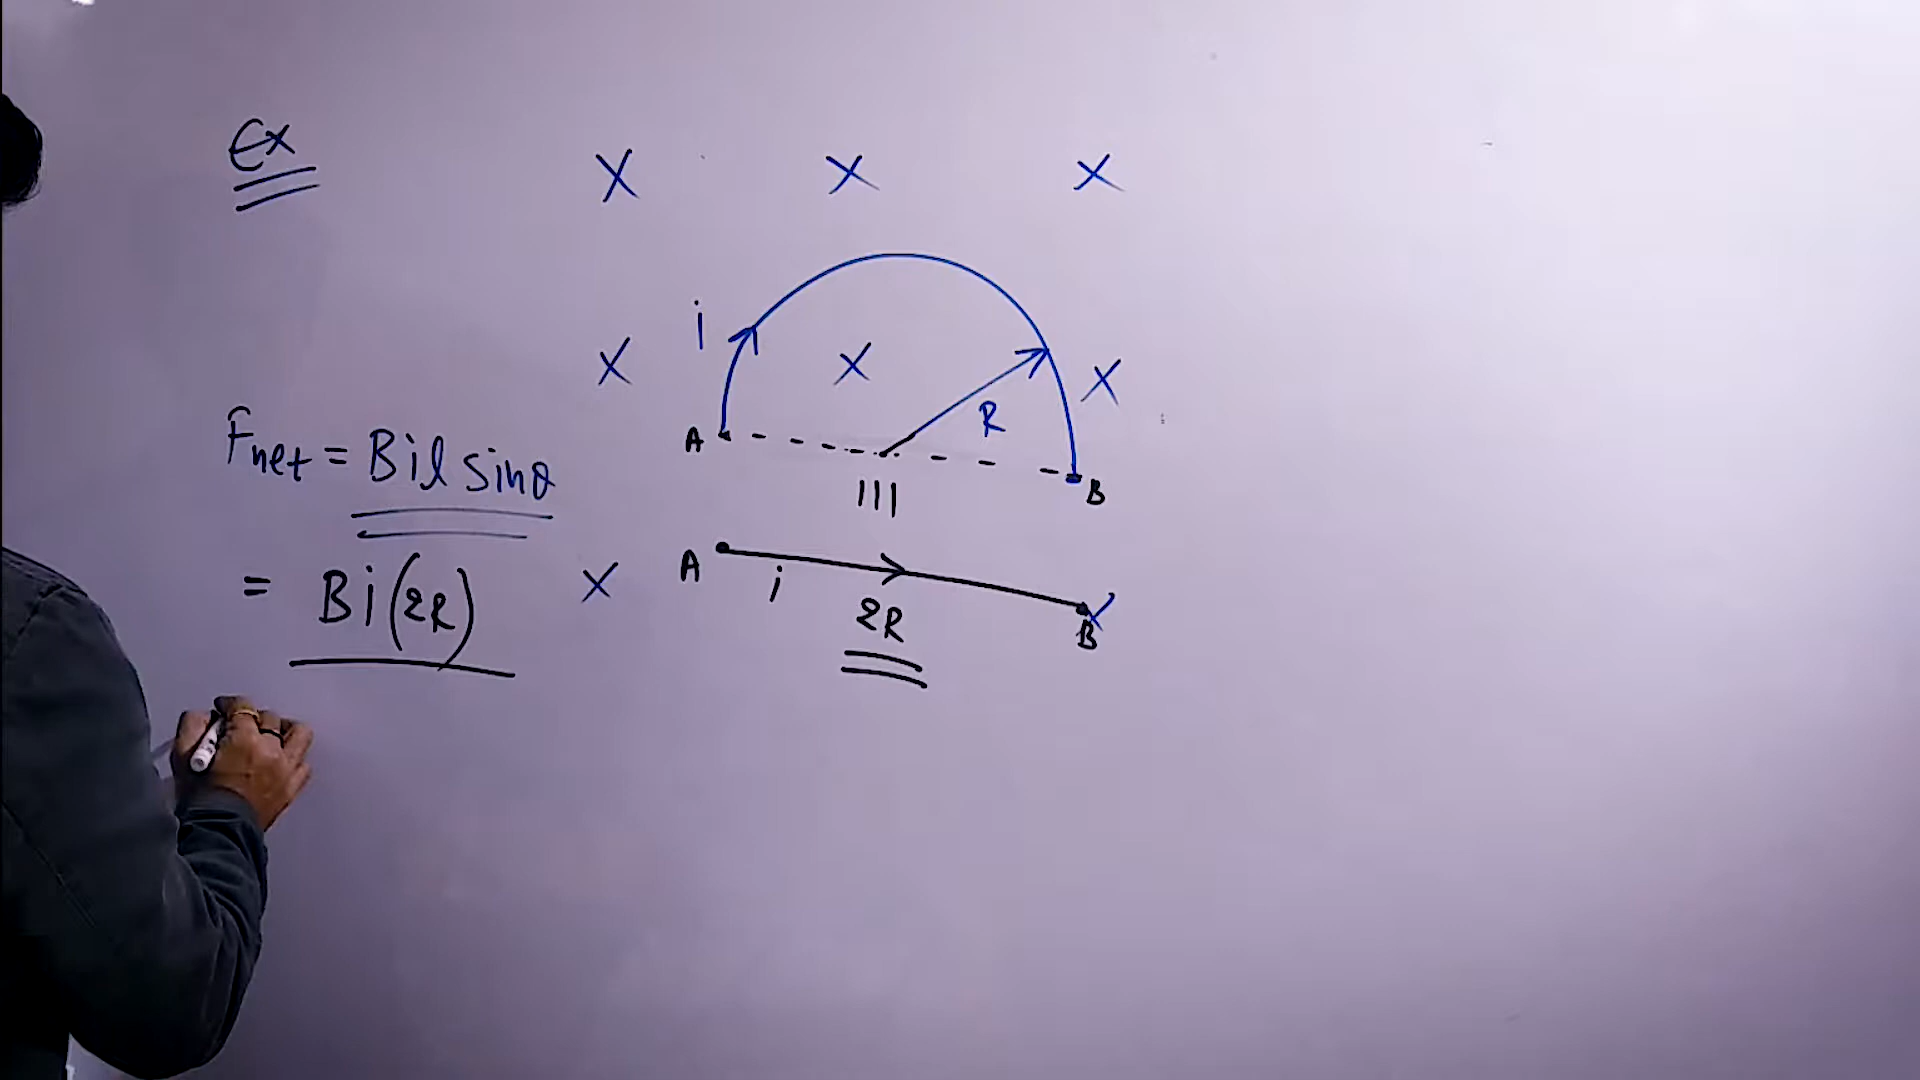 Ex
X X X
i
X X X
R
A B
Fnet = Bil sinθ
|||
A B
i
= Bi(2R) X X
2R